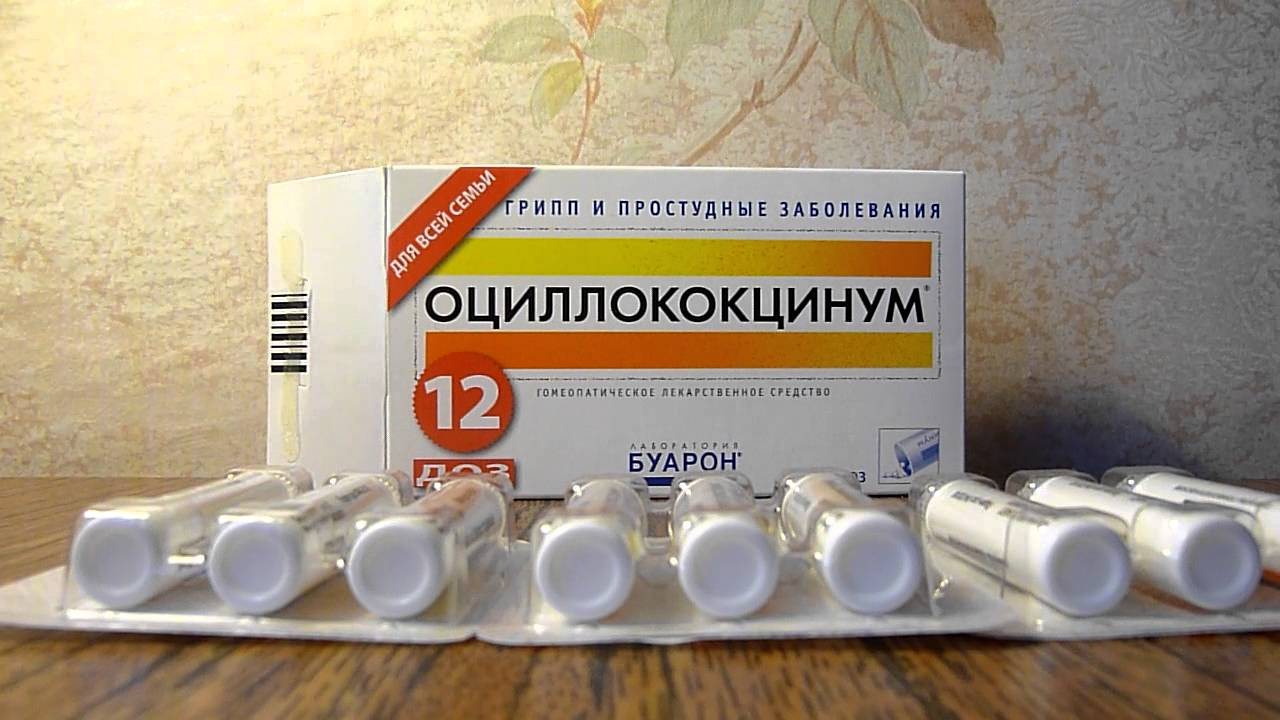 ДЛЯ ВСЕЙ СЕМЬИ
ГРИПП И ПРОСТУДНЫЕ ЗАБОЛЕВАНИЯ
ОЦИЛЛОКОКЦИНУМ®
12
ДОЗ
ГОМЕОПАТИЧЕСКОЕ ЛЕКАРСТВЕННОЕ СРЕДСТВО
ЛАБОРАТОРИЯ
БУАРОН®